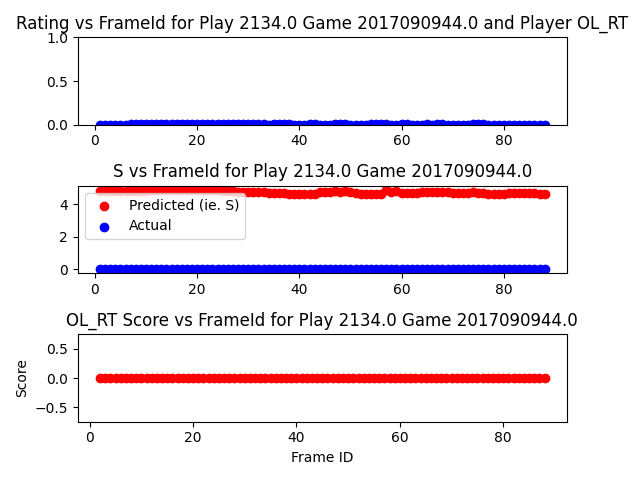 Rating vs FrameId for Play 2134.0 Game 2017090944.0 and Player OL_RT
1.0
0.5
0.0
0 20 40 60 80
S vs FrameId for Play 2134.0 Game 2017090944.0
4
2
0
Predicted (ie. S)
Actual
0 20 40 60 80
OL_RT Score vs FrameId for Play 2134.0 Game 2017090944.0
Score
0.5
0.0
−0.5
0 20 40 60 80
Frame ID